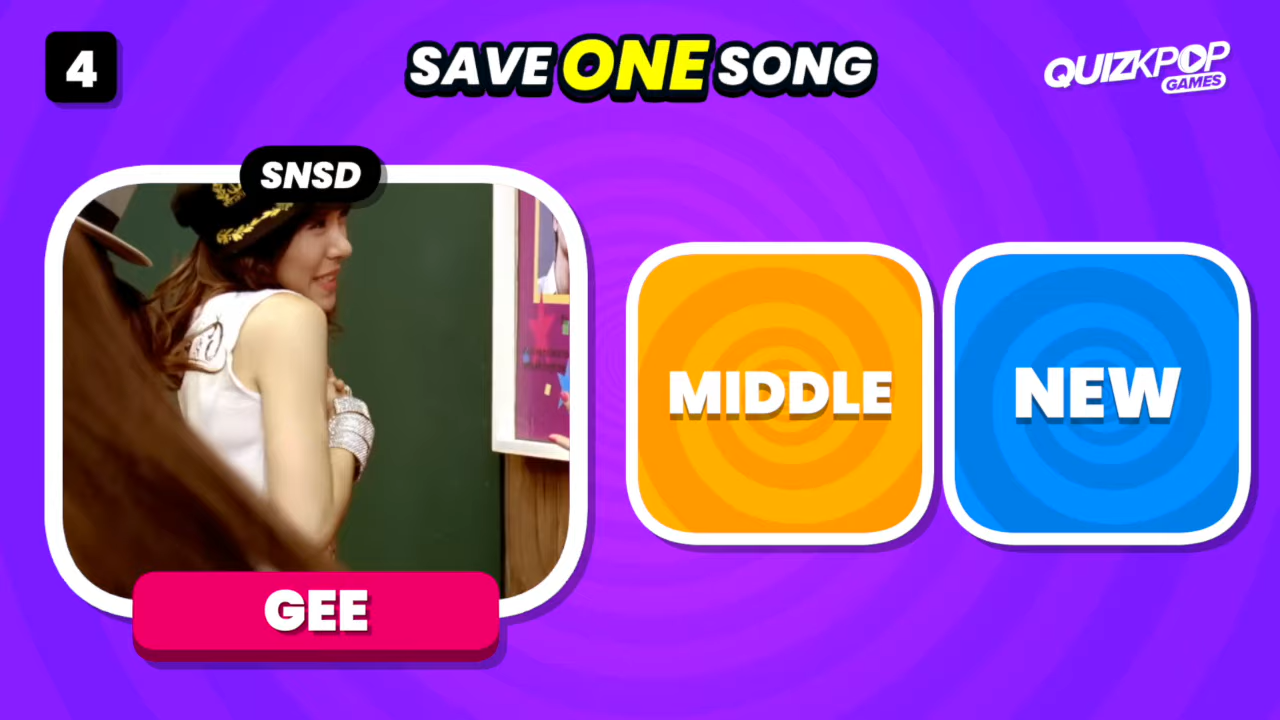 4
SAVE ONE SONG
QUIZKPOP
GAMES
SNSD
MIDDLE
NEW
GEE